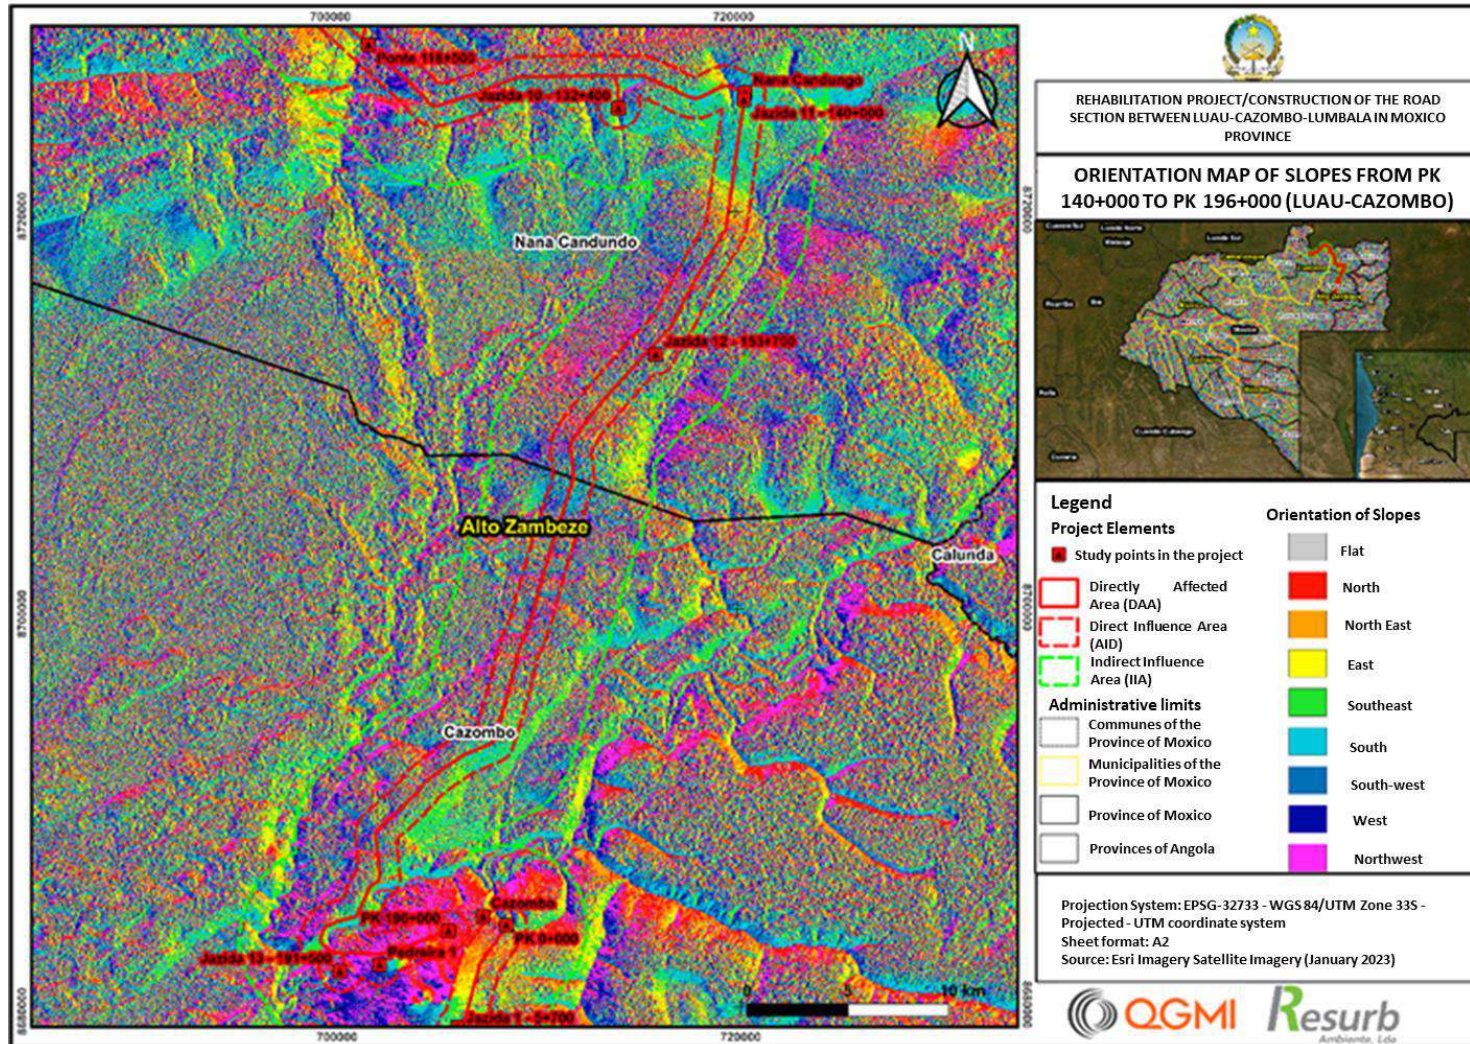 700000
720000
N
Ponte 118+500
Nana Candungo
Jazida 10 - 132+400
Jazida 11 - 140+000
8720000
8720000
Nana Candundo
Jazida 12 - 153+700
Alto Zambeze
Calunda
8700000
8700000
Cazombo
Cazombo
PK 196+000
PK 0+000
Pedreira 1
Jazida 13 - 191+500
Jazida 1 - 5+700
0 5 10 km
8680000
8680000
700000
720000
REHABILITATION PROJECT/CONSTRUCTION OF THE ROAD
SECTION BETWEEN LUAU-CAZOMBO-LUMBALA IN MOXICO
PROVINCE
ORIENTATION MAP OF SLOPES FROM PK
140+000 TO PK 196+000 (LUAU-CAZOMBO)
Legend
Project Elements
Study points in the project
Directly Affected
Area (DAA)
Direct Influence Area
(AID)
Indirect Influence
Area (IIA)
Administrative limits
Communes of the
Province of Moxico
Municipalities of the
Province of Moxico
Province of Moxico
Provinces of Angola
Orientation of Slopes
Flat
North
North East
East
Southeast
South
South-west
West
Northwest
Projection System: EPSG-32733 - WGS 84/UTM Zone 33S -
Projected - UTM coordinate system
Sheet format: A2
Source: Esri Imagery Satellite Imagery (January 2023)
QGMI
Resurb
Ambiente, Lda